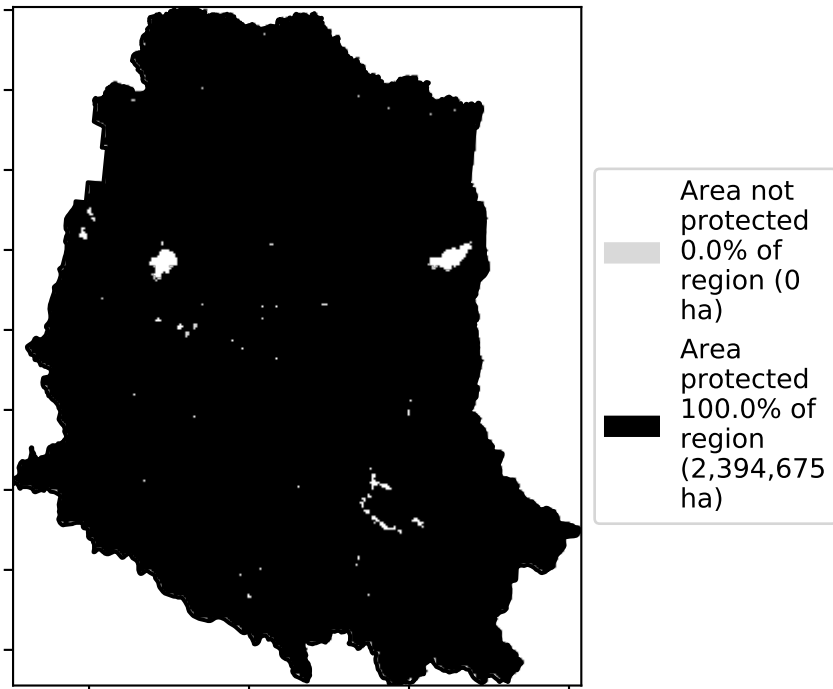 Area not
protected
0.0% of
region (0
ha)
Area
protected
100.0% of
region
(2,394,675
ha)